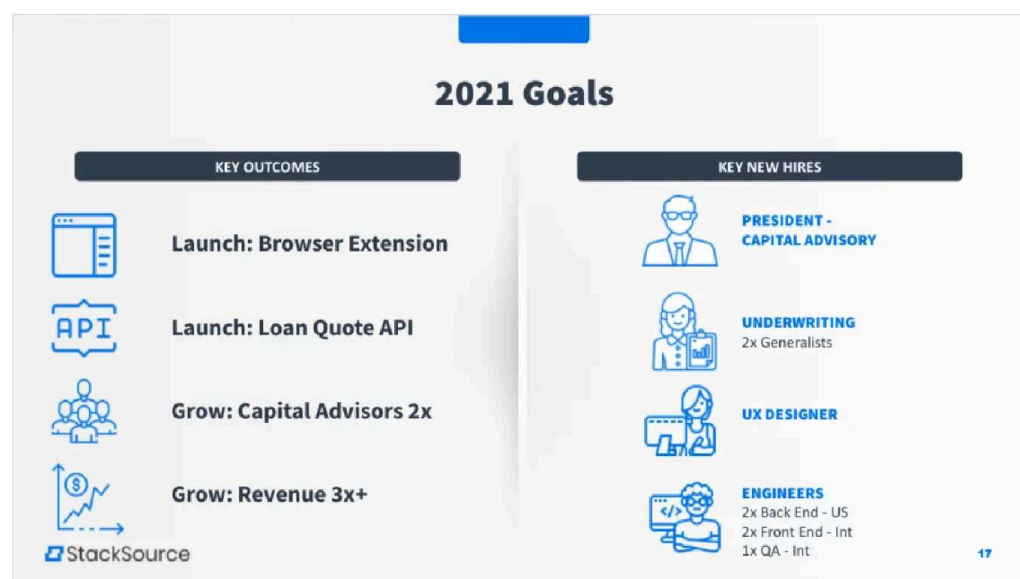 2021 Goals
KEY OUTCOMES
Launch: Browser Extension
API
Launch: Loan Quote API
Grow: Capital Advisors 2x
$
Grow: Revenue 3x+
StackSource
KEY NEW HIRES
PRESIDENT -
CAPITAL ADVISORY
UNDERWRITING
2x Generalists
UX DESIGNER
</>
ENGINEERS
2x Back End - US
2x Front End - Int
1x QA - Int
17